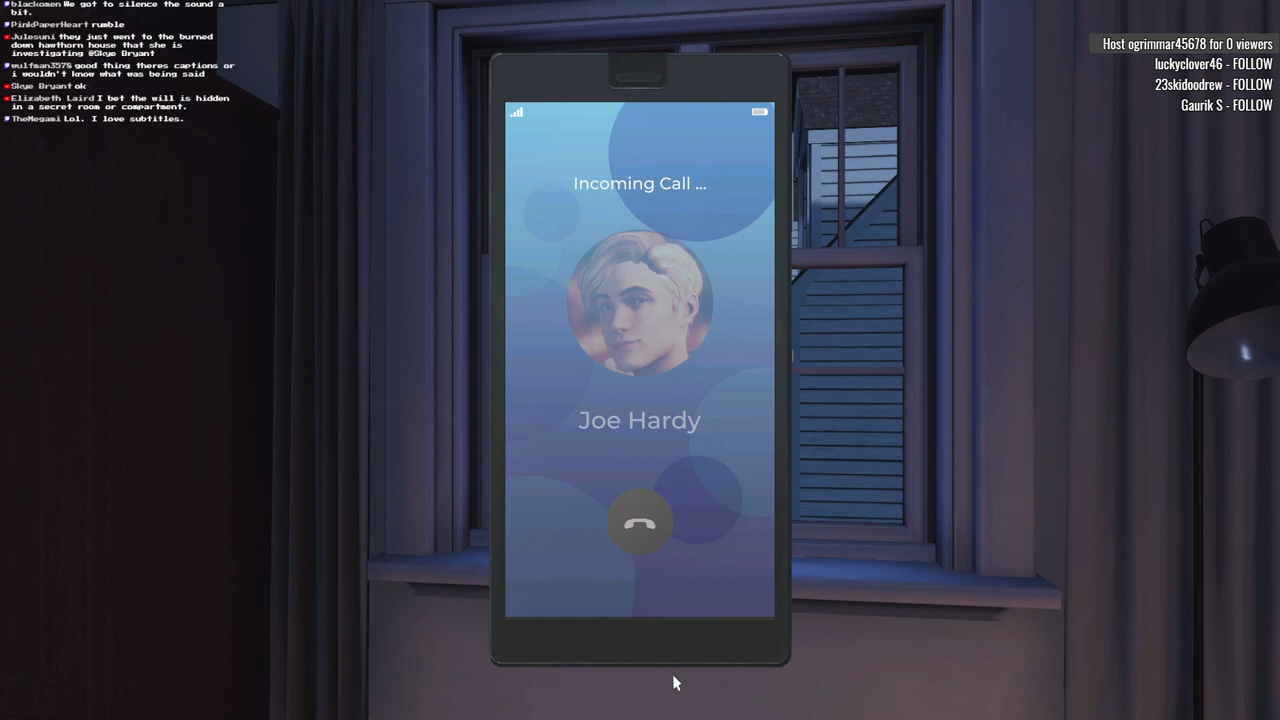 blackomen We got to silence the sound a
bit.
PinkPaperHeart rumble
Julesuni they just went to the burned
down hawthorn house that she is
investigating @Skye Bryant
wulfman3578 good thing theres captions or
i wouldn't know what was being said
Skye Bryant ok
Elizabeth Laird I bet the will is hidden
in a secret room or compartment.
TheMegami Lol. I love subtitles.
Host ogrimmar45678 for 0 viewers
luckyclover46 - FOLLOW
23skidoodrew - FOLLOW
Gaurik S - FOLLOW
Incoming Call ...
Joe Hardy